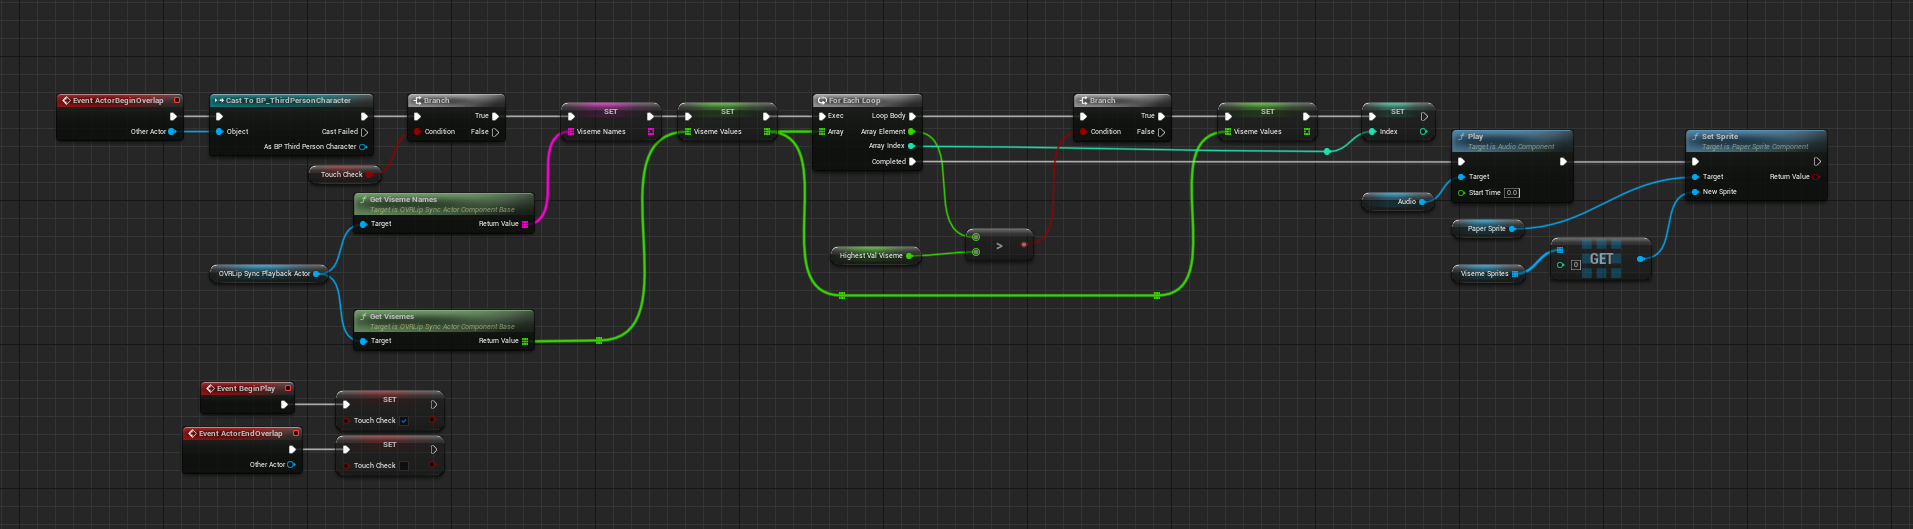 Event ActorBeginOverlap
Other Actor
Cast To BP_ThirdPersonCharacter
Object
Cast Failed
As BP Third Person Character
Branch
True
Condition
False
Touch Check
SET
Viseme Names
SET
Viseme Values
For Each Loop
Exec
Loop Body
Array
Array Element
Array Index
Completed
Branch
True
Condition
False
SET
Viseme Values
SET
Index
Play
Target is Audio Component
Target
Start Time 0.0
Set Sprite
Target is Paper Sprite Component
Target
Return Value
New Sprite
Audio
Paper Sprite
Viseme Sprites
0
GET
Get Viseme Names
Target is OVRLip Sync Actor Component Base
Target
Return Value
Highest Val Viseme
>
OVRLip Sync Playback Actor
Get Visemes
Target is OVRLip Sync Actor Component Base
Target
Return Value
Event BeginPlay
SET
Touch Check
Event ActorEndOverlap
Other Actor
SET
Touch Check